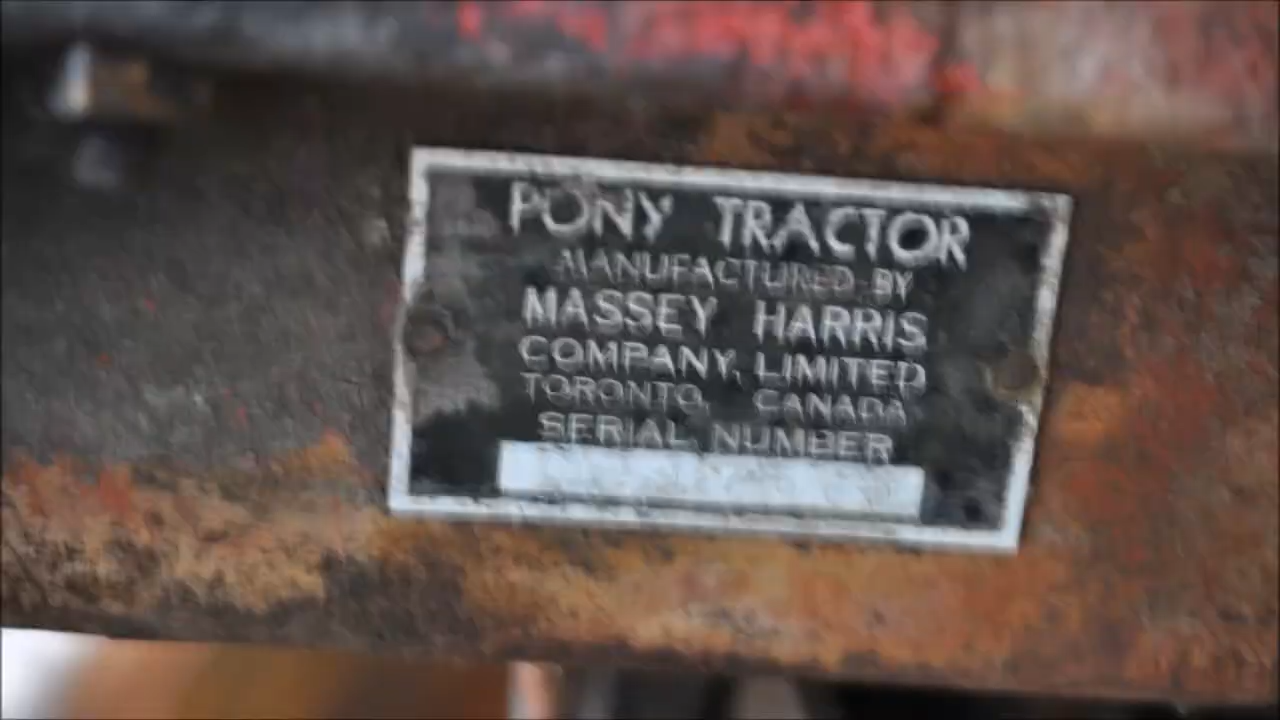 PONY TRACTOR
MANUFACTURED BY
MASSEY HARRIS
COMPANY, LIMITED
TORONTO, CANADA
SERIAL NUMBER